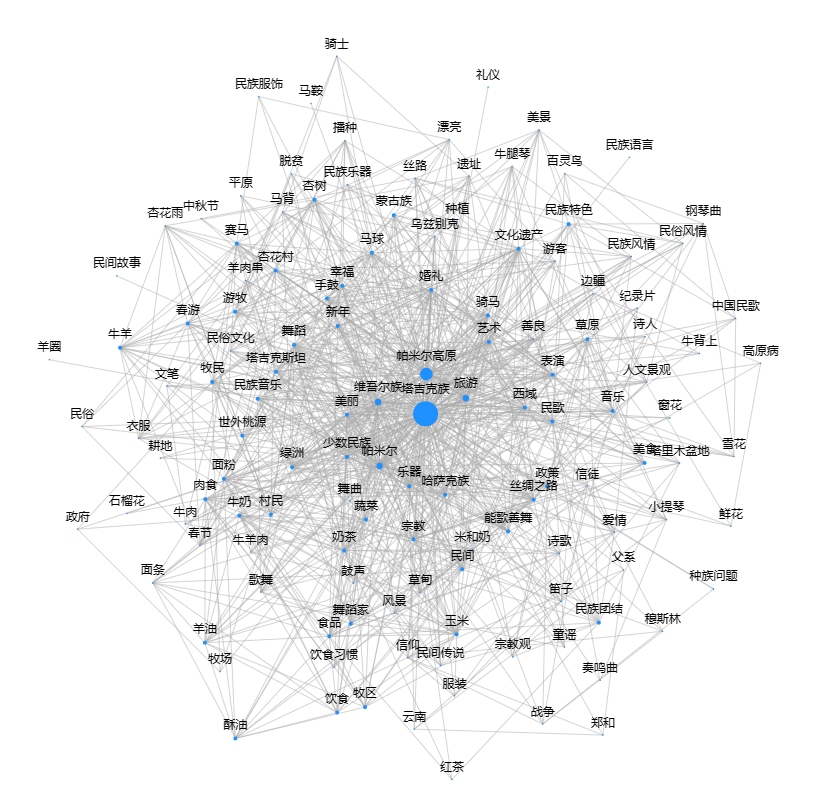 骑士
礼仪
民族服饰
马鞍
美景
播种
漂亮
民族语言
牛腿琴
脱贫
百灵鸟
丝路
遗址
民族乐器
平原
杏树
马背
蒙古族
种植
中秋节
杏花雨
民族特色
钢琴曲
乌兹别克
赛马
马球
文化遗产
民俗风情
游客
民族风情
杏花村
羊肉串
民间故事
幸福
婚礼
边疆
手鼓
游牧
纪录片
骑马
中国民歌
春游
新年
诗人
艺术
善良
草原
牛羊
舞蹈
民俗文化
牛背上
羊圈
高原病
塔吉克斯坦
帕米尔高原
表演
人文景观
文笔
牧民
民族音乐
维吾尔族
塔吉克族
旅游
美丽
西域
音乐
民歌
窗花
民俗
世外桃源
衣服
耕地
绿洲
少数民族
帕米尔
美食
塔里木盆地
雪花
面粉
乐器
政策
信徒
肉食
舞曲
哈萨克族
丝绸之路
石榴花
牛奶
村民
蔬菜
小提琴
政府
牛肉
能歌善舞
爱情
鲜花
春节
宗教
奶茶
米和奶
诗歌
牛羊肉
民间
父系
面条
歌舞
鼓声
草甸
种族问题
笛子
风景
舞蹈家
民族团结
食品
玉米
穆斯林
羊油
童谣
信仰
宗教观
牧场
饮食习惯
民间传说
奏鸣曲
服装
饮食
牧区
云南
战争
郑和
酥油
红茶